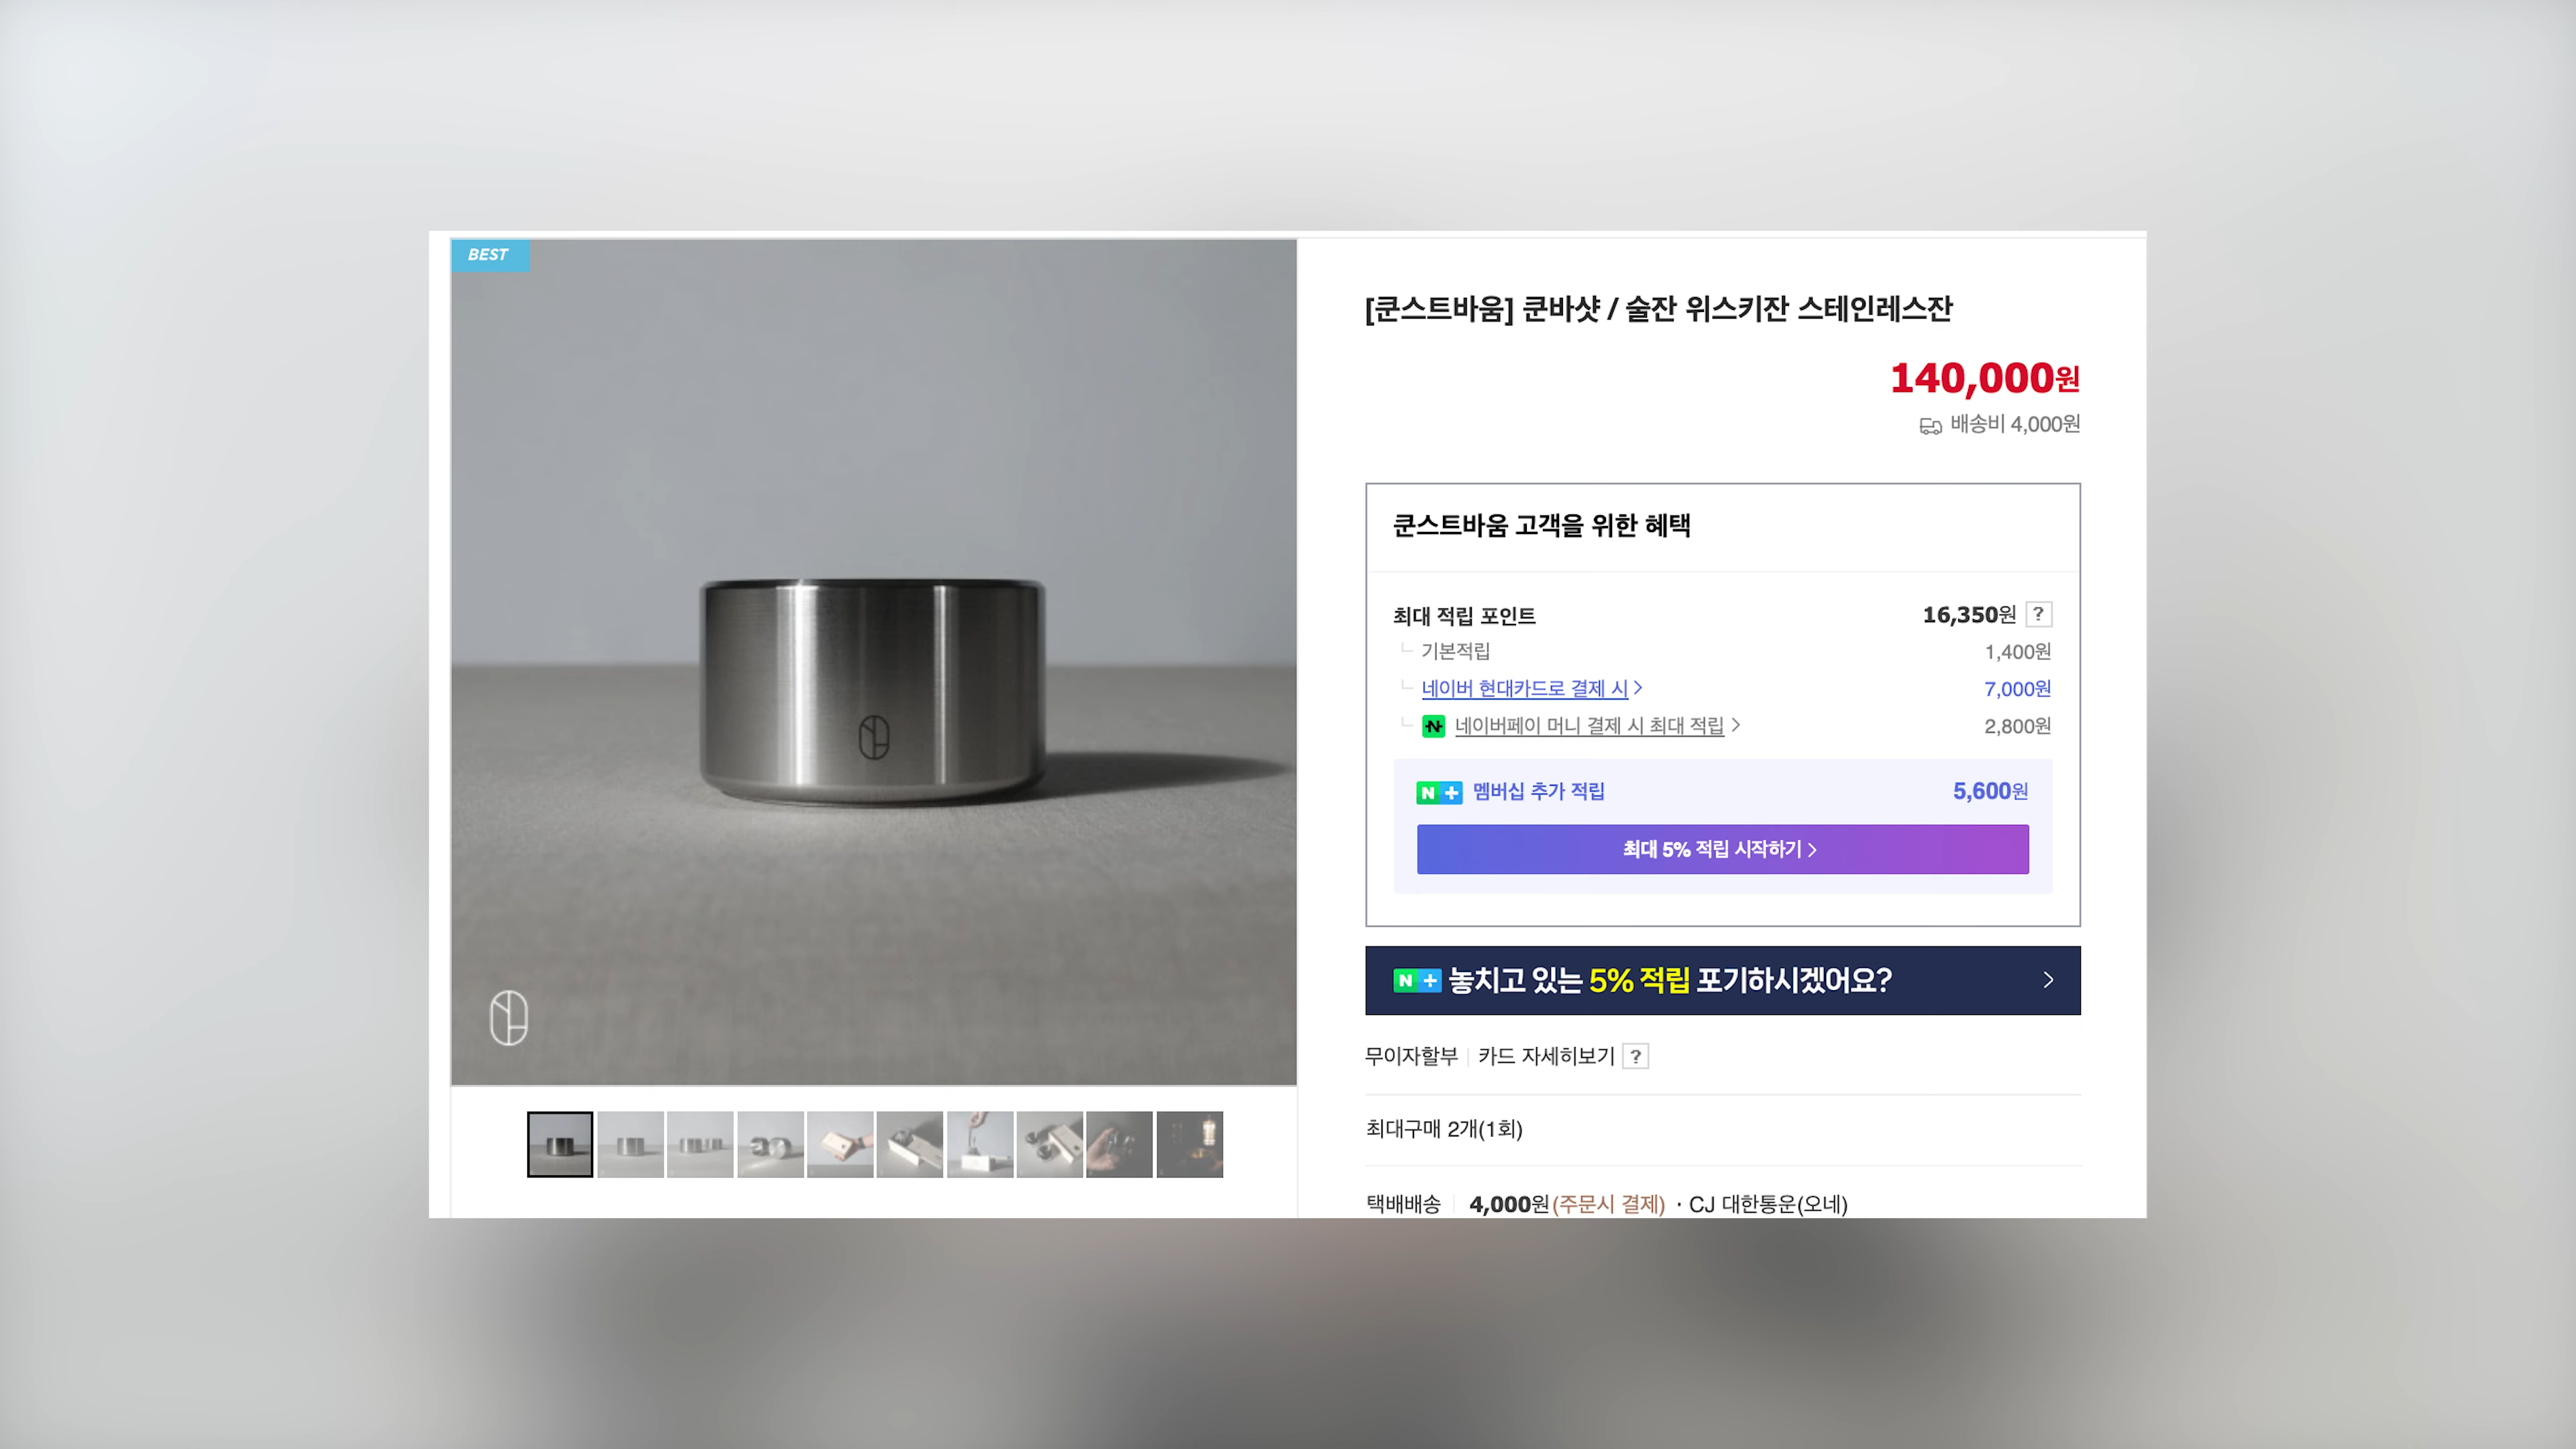 BEST
[쿤스트바움] 쿤바샷 / 술잔 위스키잔 스테인레스잔
140,000원
배송비 4,000원
쿤스트바움 고객을 위한 혜택
최대 적립 포인트 16,350원 ?
기본적립 1,400원
네이버 현대카드로 결제 시 > 7,000원
N 네이버페이 머니 결제 시 최대 적립 > 2,800원
N+ 멤버십 추가 적립 5,600원
최대 5% 적립 시작하기 >
N+ 놓치고 있는 5% 적립 포기하시겠어요? >
무이자할부 카드 자세히보기 ?
최대구매 2개(1회)
택배배송 4,000원(주문시 결제) · CJ 대한통운(오네)